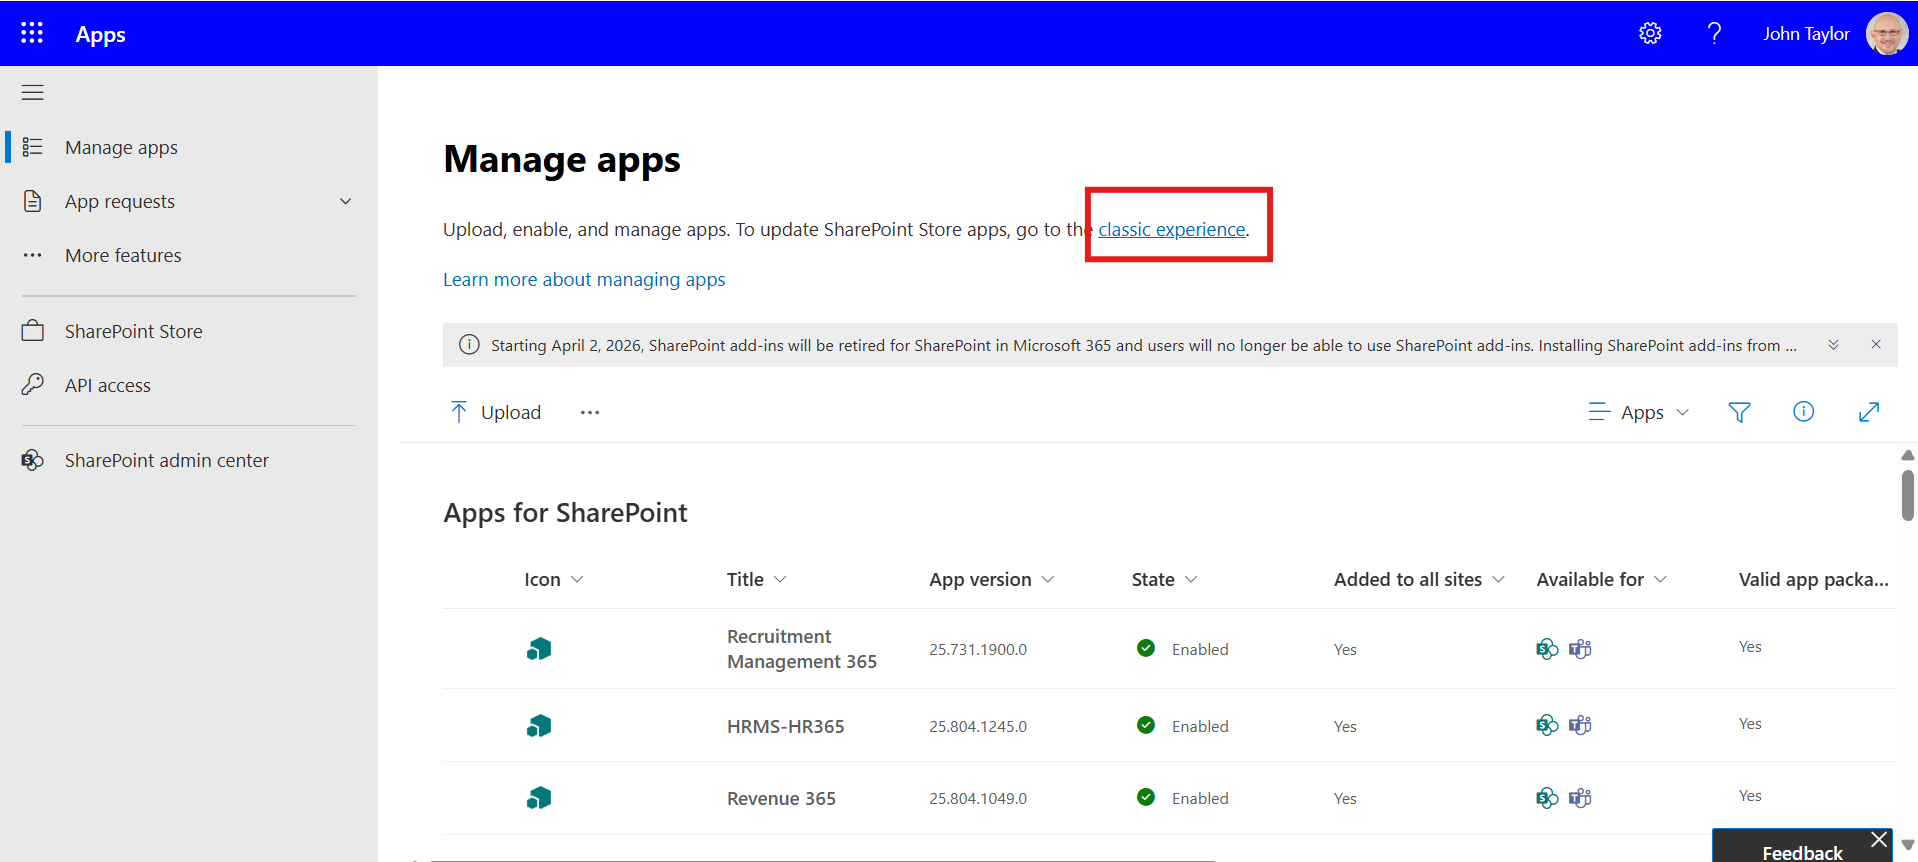 Apps
John Taylor
Manage apps
App requests
More features
SharePoint Store
API access
SharePoint admin center
Manage apps
Upload, enable, and manage apps. To update SharePoint Store apps, go to the classic experience.
Learn more about managing apps
Starting April 2, 2026, SharePoint add-ins will be retired for SharePoint in Microsoft 365 and users will no longer be able to use SharePoint add-ins. Installing SharePoint add-ins from ...
Upload
Apps
Apps for SharePoint
Icon Title App version State Added to all sites Available for Valid app packa...
Recruitment
Management 365 25.731.1900.0 Enabled Yes Yes
HRMS-HR365 25.804.1245.0 Enabled Yes Yes
Revenue 365 25.804.1049.0 Enabled Yes Yes
Feedback